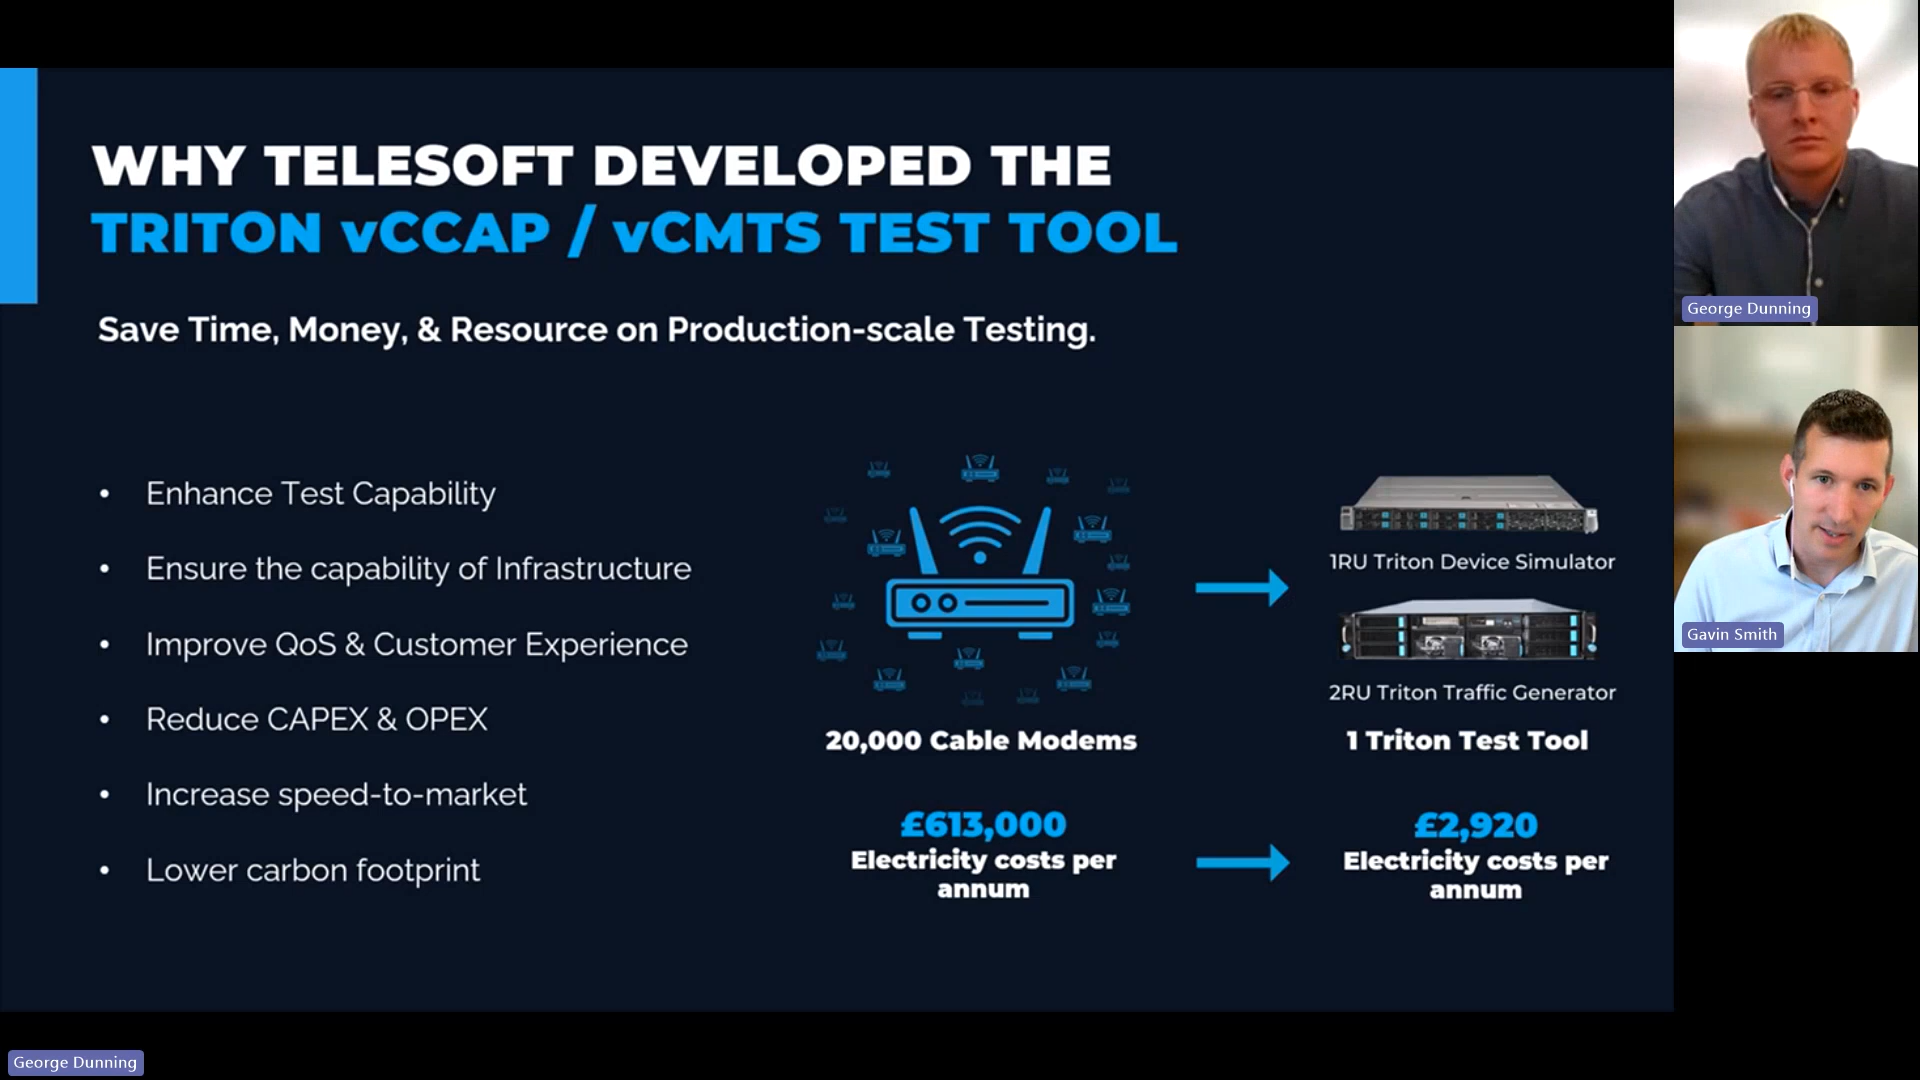 WHY TELESOFT DEVELOPED THE
TRITON vCCAP / vCMTS TEST TOOL
Save Time, Money, & Resource on Production-scale Testing.
• Enhance Test Capability
• Ensure the capability of Infrastructure
• Improve QoS & Customer Experience
• Reduce CAPEX & OPEX
• Increase speed-to-market
• Lower carbon footprint
20,000 Cable Modems
£613,000
Electricity costs per
annum
1RU Triton Device Simulator
2RU Triton Traffic Generator
1 Triton Test Tool
£2,920
Electricity costs per
annum
George Dunning
Gavin Smith
George Dunning